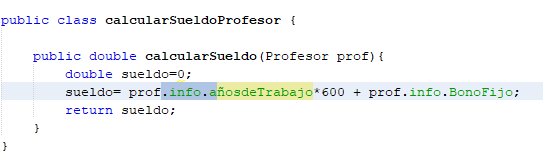 public class calcularSueldoProfesor {
public double calcularSueldo(Profesor prof){
double sueldo=0;
sueldo= prof.info.añosdeTrabajo*600 + prof.info.BonoFijo;
return sueldo;
}
}